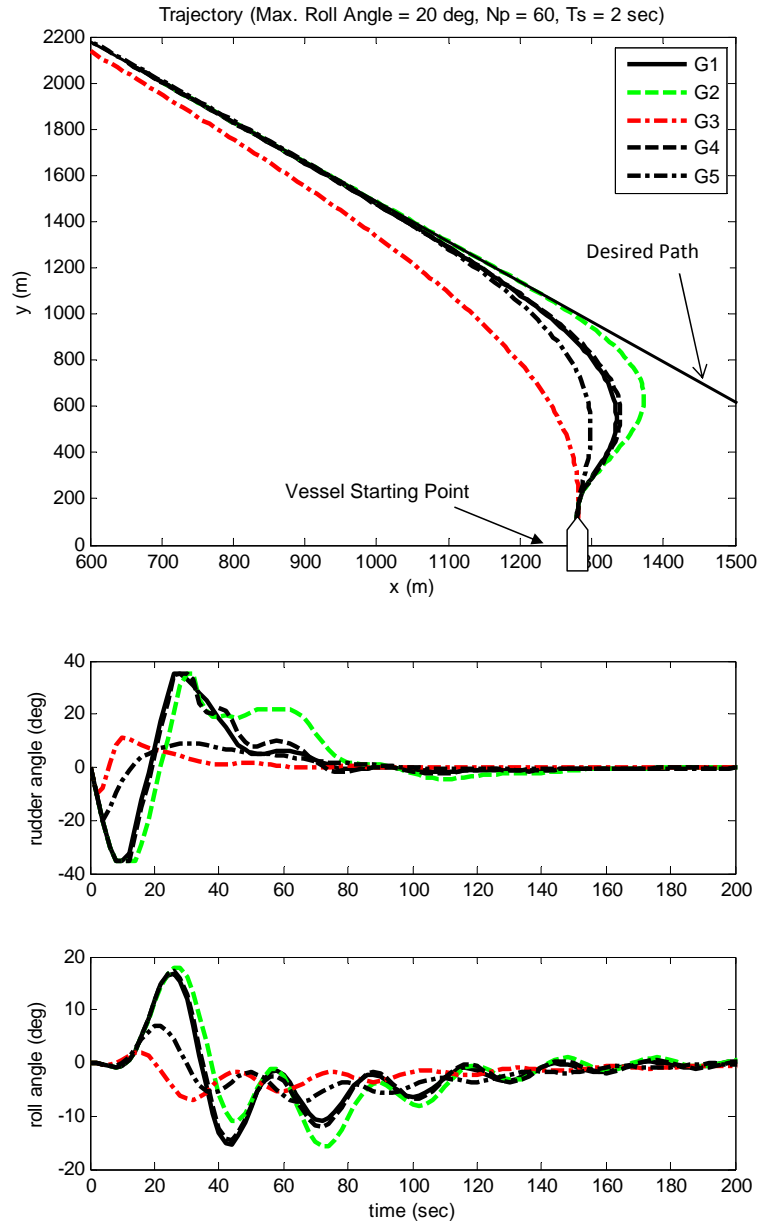 Trajectory (Max. Roll Angle = 20 deg, Np = 60, Ts = 2 sec)
2200
2000
1800
1600
1400
1200
1000
800
600
400
200
0
y (m)
G1
G2
G3
G4
G5
Desired Path
Vessel Starting Point
600 700 800 900 1000 1100 1200 1300 1400 1500
x (m)
40
20
0
-20
-40
rudder angle (deg)
0 20 40 60 80 100 120 140 160 180 200
20
10
0
-10
-20
roll angle (deg)
0 20 40 60 80 100 120 140 160 180 200
time (sec)